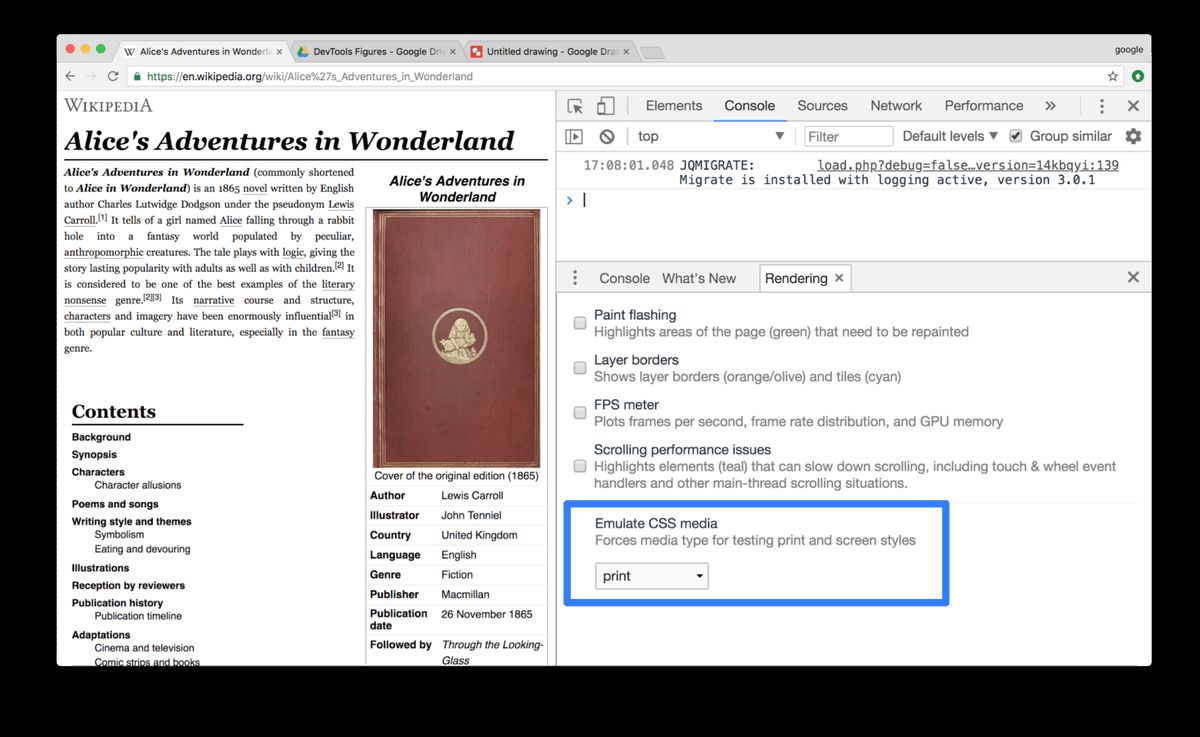 Alice's Adventures in Wonderla
DevTools Figures - Google Driv
Untitled drawing - Google Draw
google
https://en.wikipedia.org/wiki/Alice%27s_Adventures_in_Wonderland
WIKIPEDIA
Alice's Adventures in Wonderland
Alice's Adventures in Wonderland (commonly shortened
to Alice in Wonderland) is an 1865 novel written by English
author Charles Lutwidge Dodgson under the pseudonym Lewis
Carroll.[1] It tells of a girl named Alice falling through a rabbit
hole into a fantasy world populated by peculiar,
anthropomorphic creatures. The tale plays with logic, giving the
story lasting popularity with adults as well as with children.[2] It
is considered to be one of the best examples of the literary
nonsense genre.[2][3] Its narrative course and structure,
characters and imagery have been enormously influential[3] in
both popular culture and literature, especially in the fantasy
genre.
Contents
Background
Synopsis
Characters
Character allusions
Poems and songs
Writing style and themes
Symbolism
Eating and devouring
Illustrations
Reception by reviewers
Publication history
Publication timeline
Adaptations
Cinema and television
Comic strips and books
Alice's Adventures in
Wonderland
Cover of the original edition (1865)
Author Lewis Carroll
Illustrator John Tenniel
Country United Kingdom
Language English
Genre Fiction
Publisher Macmillan
Publication 26 November 1865
date
Followed by Through the Looking-
Glass
Elements Console Sources Network Performance
top Filter Default levels Group similar
17:08:01.048 JQMIGRATE: load.php?debug=false…version=14kbqyi:139
Migrate is installed with logging active, version 3.0.1
Console What's New Rendering
Paint flashing
Highlights areas of the page (green) that need to be repainted
Layer borders
Shows layer borders (orange/olive) and tiles (cyan)
FPS meter
Plots frames per second, frame rate distribution, and GPU memory
Scrolling performance issues
Highlights elements (teal) that can slow down scrolling, including touch & wheel event
handlers and other main-thread scrolling situations.
Emulate CSS media
Forces media type for testing print and screen styles
print